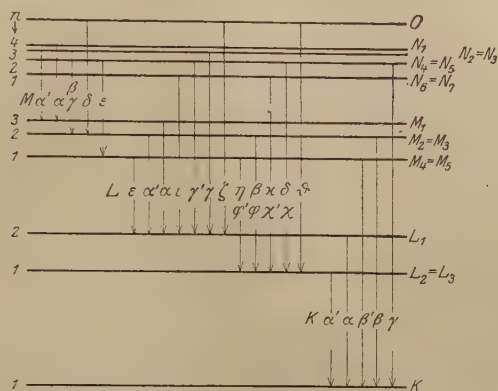 n O
4 N₁
3 N₂=N₃
2 N₄=N₅
1 N₆=N₇
β
M α' α γ δ ε
3 M₁
2 M₂=M₃
1 M₄=M₅
L ε α' α ι γ' γ ζ η β κ δ ϑ
φ' φ χ' χ
2 L₁
1 L₂=L₃
K α' α β' β γ
1 K